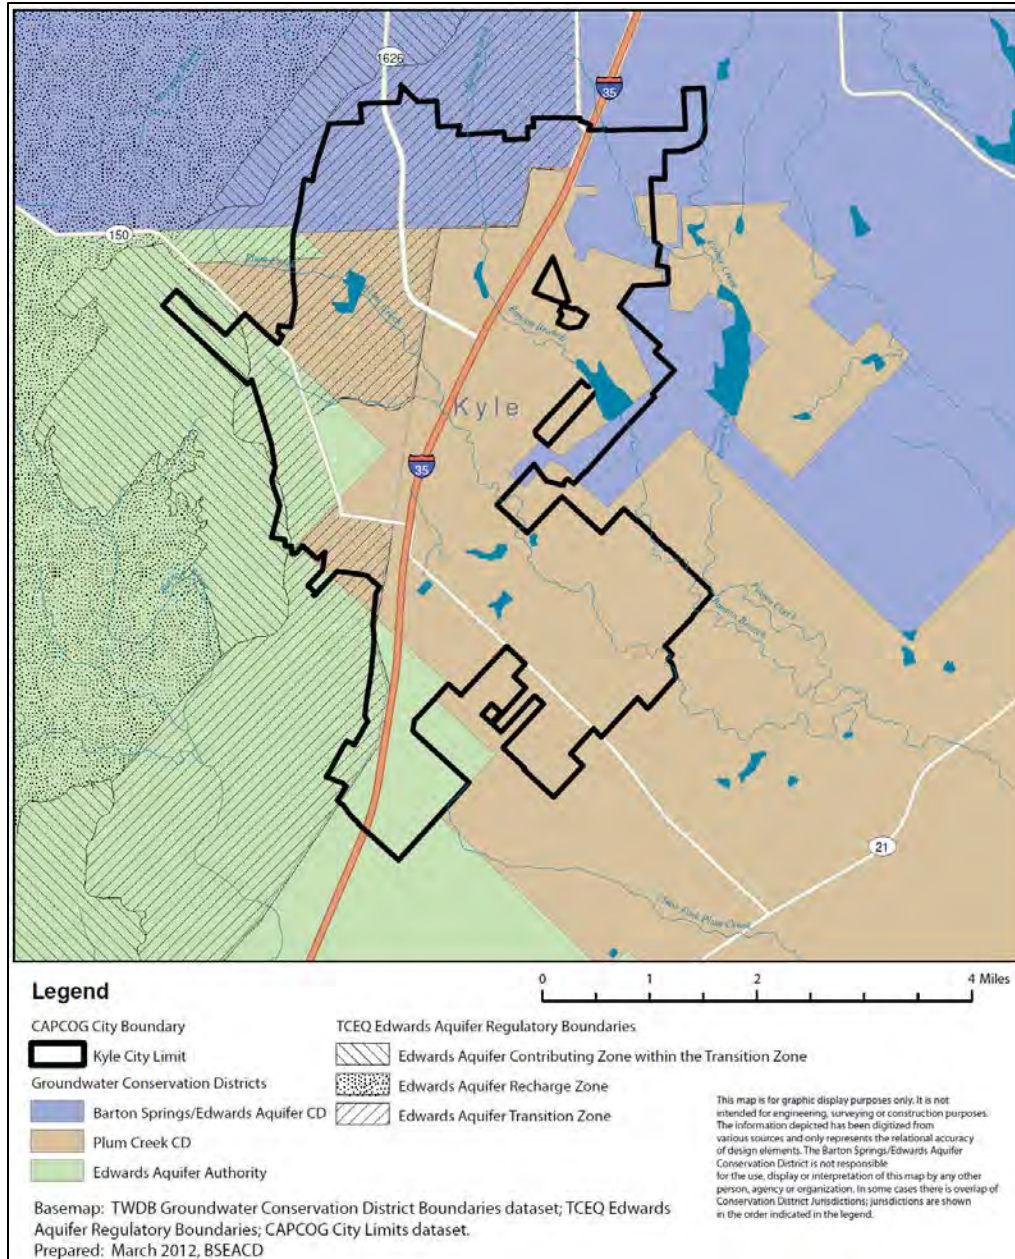 1626
35
150
Plum Creek
Kyle
35
21
0 1 2 4 Miles
Legend
CAPCOG City Boundary
Kyle City Limit
Groundwater Conservation Districts
Barton Springs/Edwards Aquifer CD
Plum Creek CD
Edwards Aquifer Authority
TCEQ Edwards Aquifer Regulatory Boundaries
Edwards Aquifer Contributing Zone within the Transition Zone
Edwards Aquifer Recharge Zone
Edwards Aquifer Transition Zone
This map is for graphic display purposes only. It is not
intended for engineering, surveying or construction purposes.
The information depicted has been digitized from
various sources and only represents the relational accuracy
of design elements. The Barton Springs/Edwards Aquifer
Conservation District is not responsible
for the use, display or interpretation of this map by any other
person, agency or organization. In some cases there is overlap of
Conservation District Jurisdictions; jurisdictions are shown
in the order indicated in the legend.
Basemap: TWDB Groundwater Conservation District Boundaries dataset; TCEQ Edwards
Aquifer Regulatory Boundaries; CAPCOG City Limits dataset.
Prepared: March 2012, BSEACD